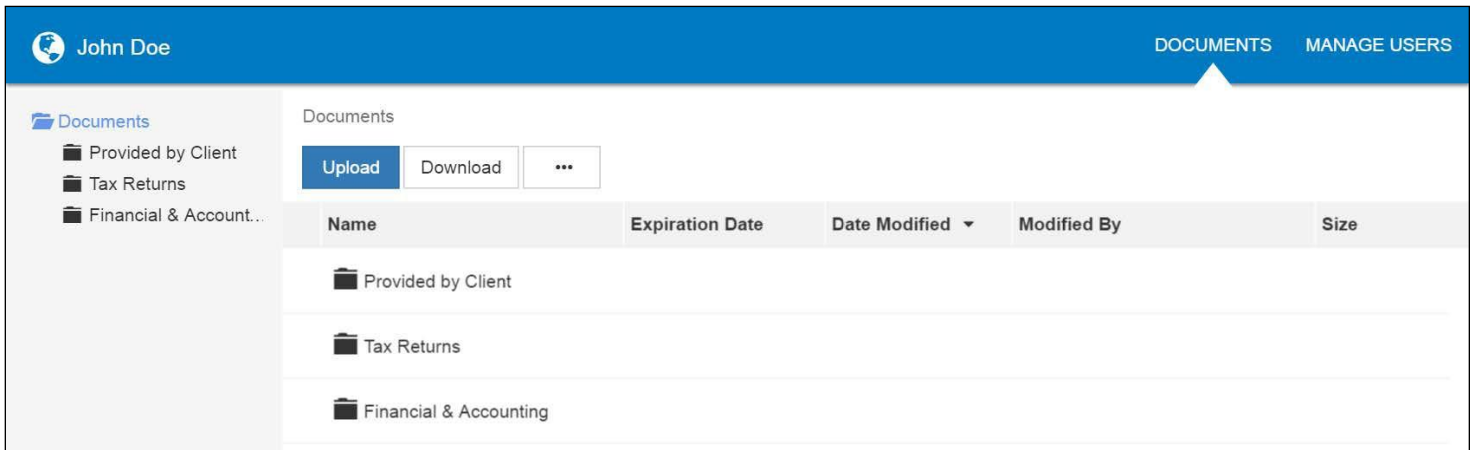 John Doe
DOCUMENTS MANAGE USERS
Documents
Provided by Client
Tax Returns
Financial & Account...
Documents
Upload Download •••
Name Expiration Date Date Modified Modified By Size
Provided by Client
Tax Returns
Financial & Accounting